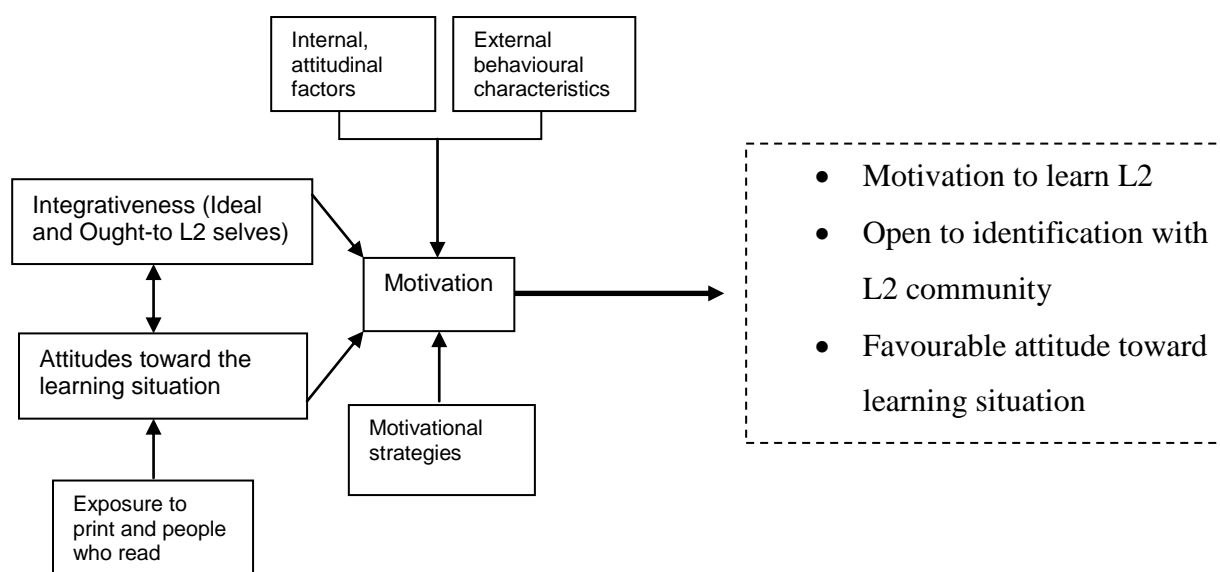 Internal,
attitudinal
factors
External
behavioural
characteristics
Integrativeness (Ideal
and Ought-to L2 selves)
Motivation
Attitudes toward the
learning situation
Motivational
strategies
Exposure to
print and people
who read
• Motivation to learn L2
• Open to identification with
L2 community
• Favourable attitude toward
learning situation